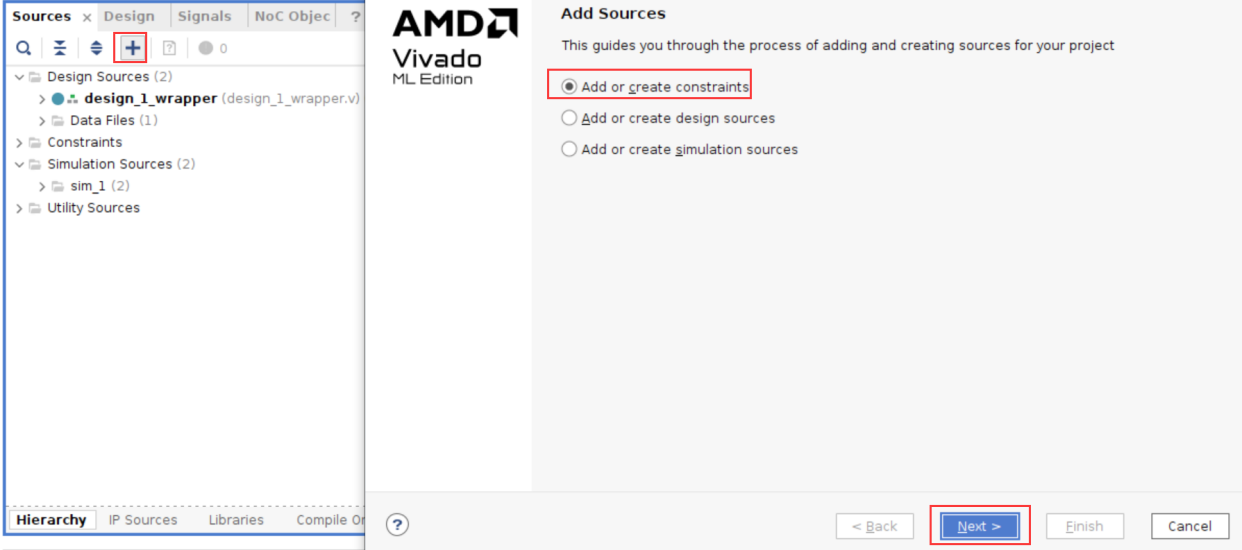 Sources × Design Signals NoC Objec ?
0
Design Sources (2)
design_1_wrapper (design_1_wrapper.v)
Data Files (1)
Constraints
Simulation Sources (2)
sim_1 (2)
Utility Sources
Hierarchy IP Sources Libraries Compile Or
AMD
Vivado
ML Edition
Add Sources
This guides you through the process of adding and creating sources for your project
Add or create constraints
Add or create design sources
Add or create simulation sources
?
< Back Next > Finish Cancel